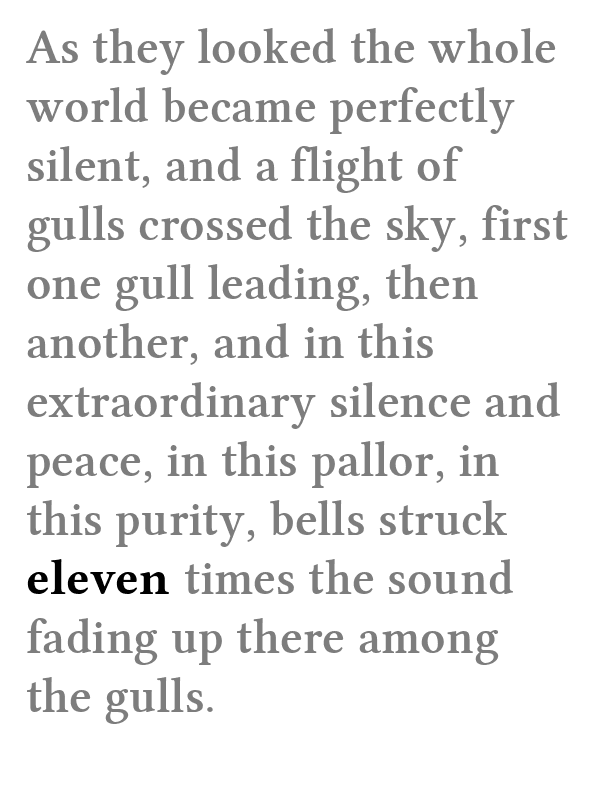 As they looked the whole
world became perfectly
silent, and a flight of
gulls crossed the sky, first
one gull leading, then
another, and in this
extraordinary silence and
peace, in this pallor, in
this purity, bells struck
eleven times the sound
fading up there among
the gulls.